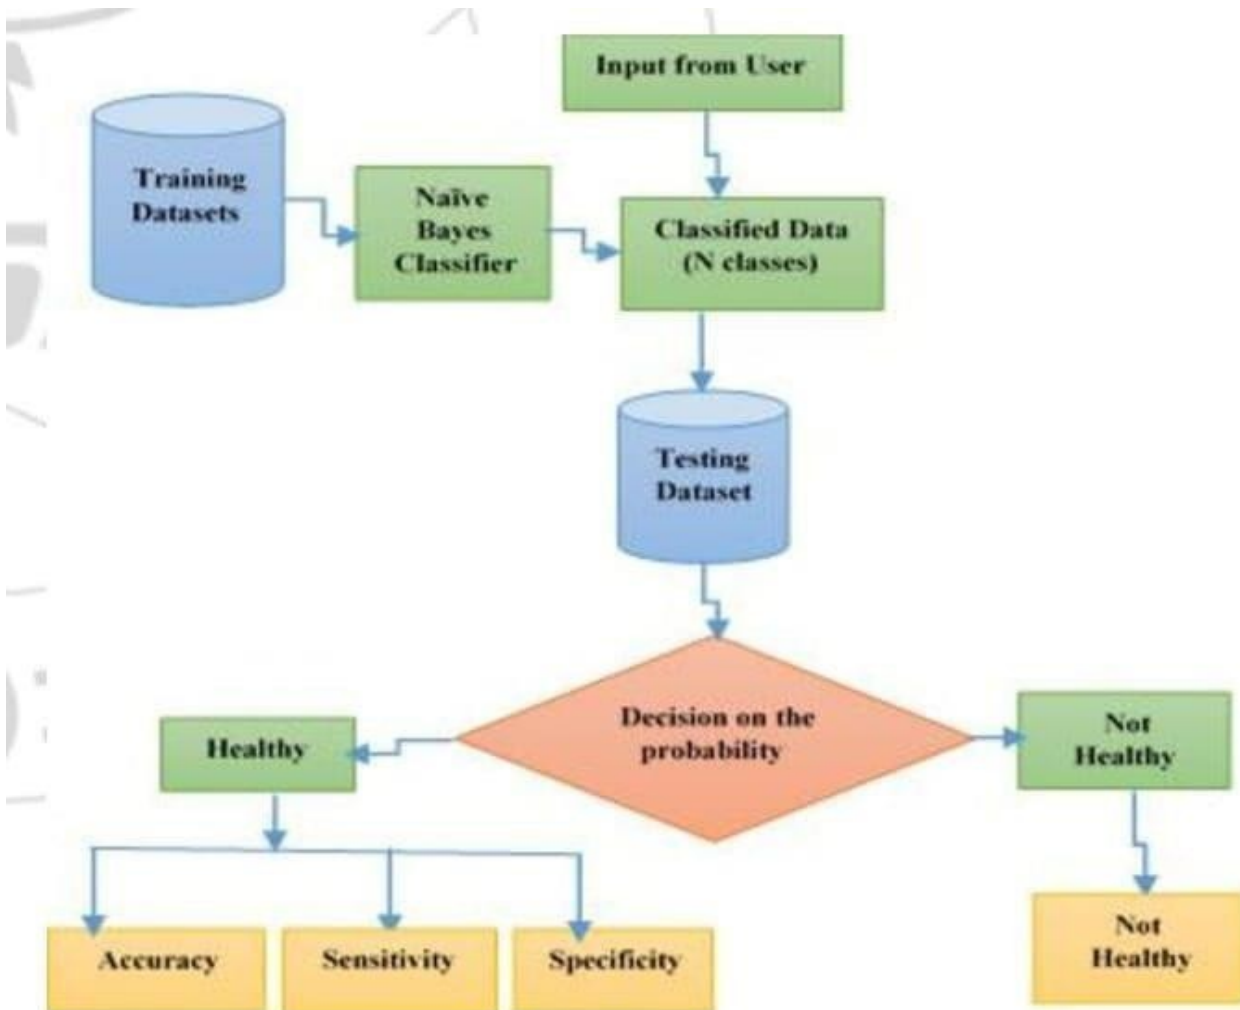 Input from User
Training
Datasets
Naïve
Bayes
Classifier
Classified Data
(N classes)
Testing
Dataset
Decision on the
probability
Healthy
Not
Healthy
Accuracy
Sensitivity
Specificity
Not
Healthy